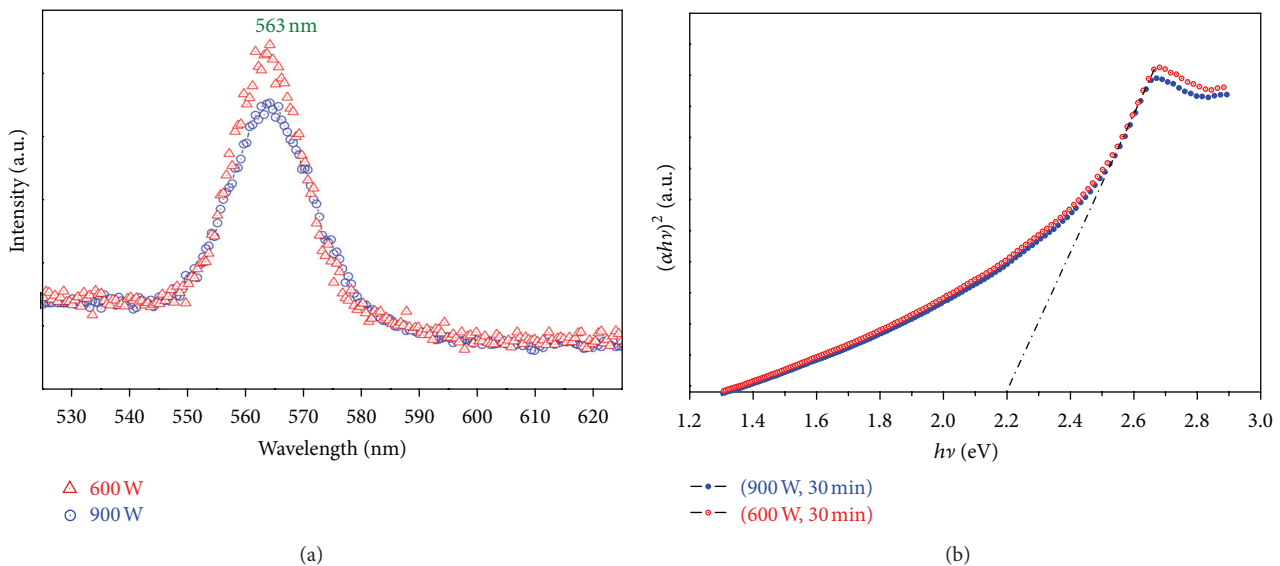 563 nm
Intensity (a.u.)
530 540 550 560 570 580 590 600 610 620
Wavelength (nm)
600 W
900 W
(a)
(αhν)²  (a.u.)
1.2 1.4 1.6 1.8 2.0 2.2 2.4 2.6 2.8 3.0
hν (eV)
(900 W, 30 min)
(600 W, 30 min)
(b)